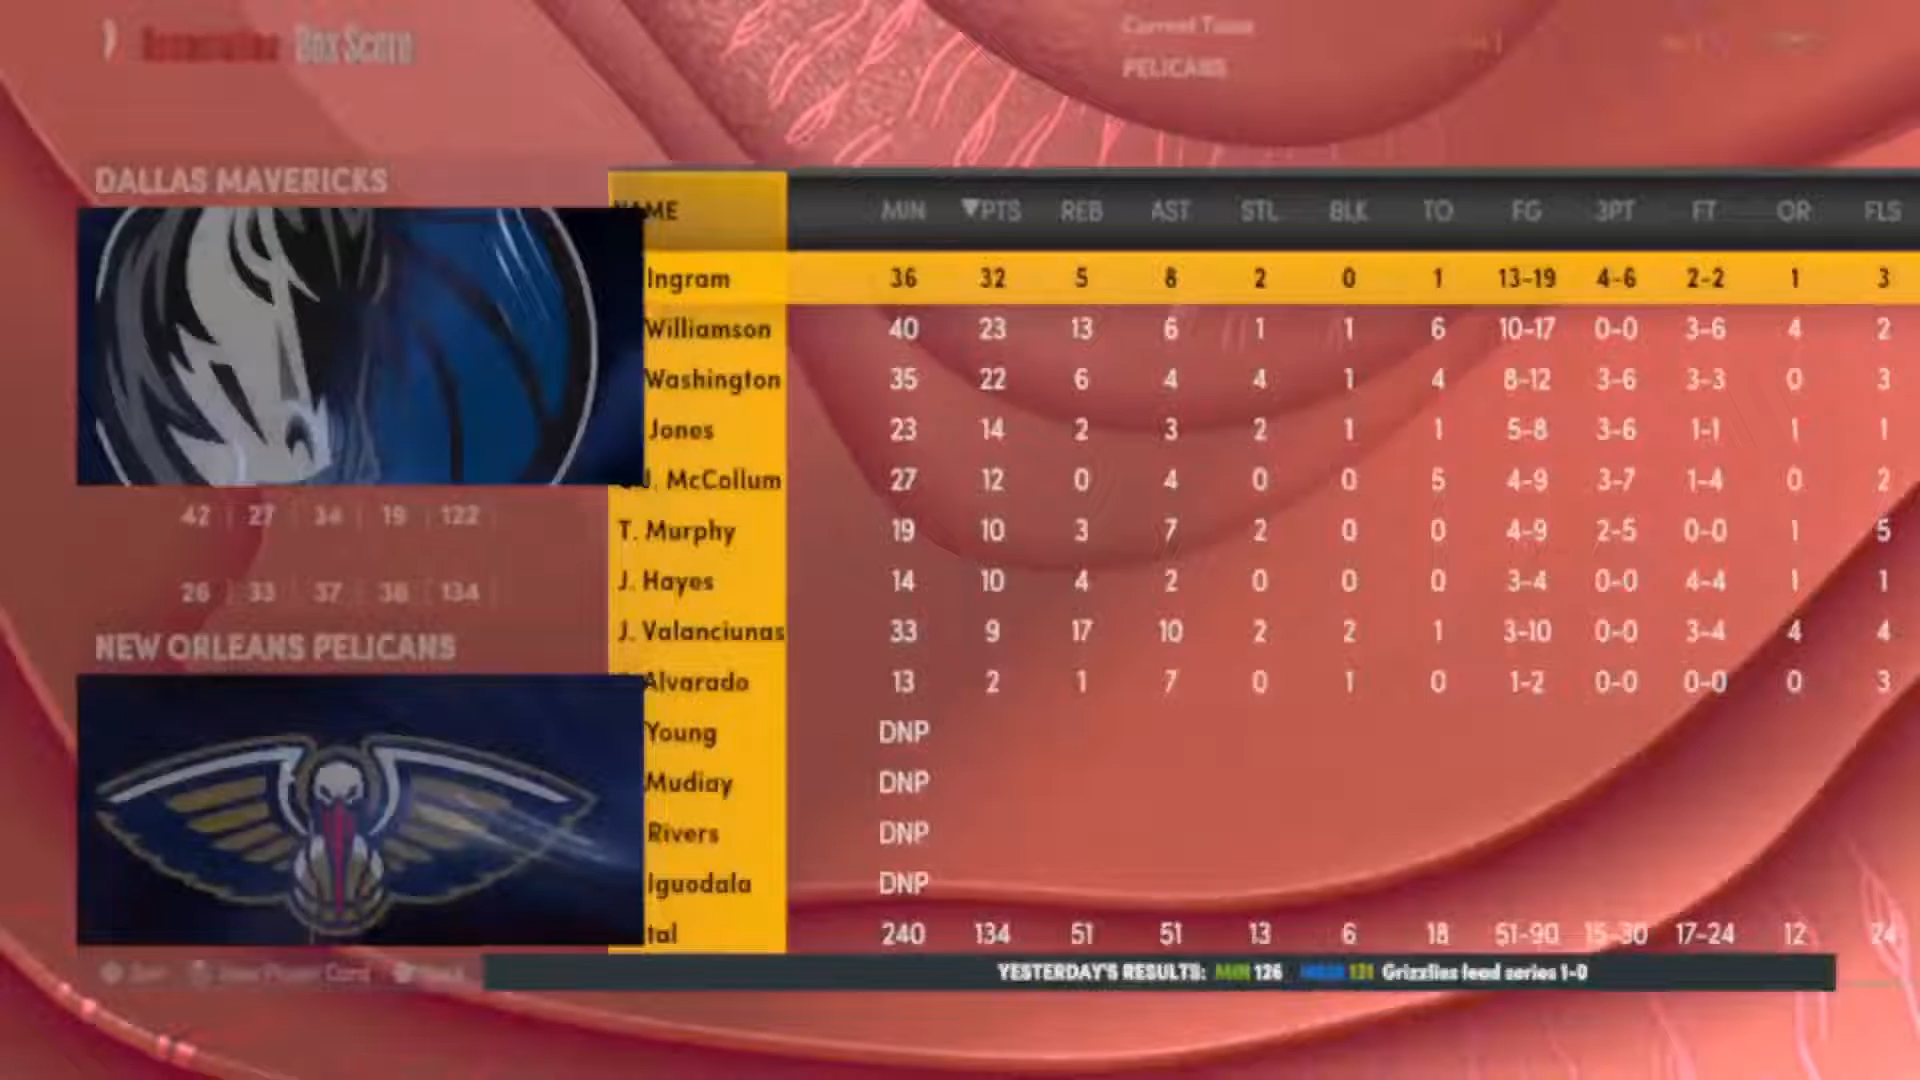 Box Score
Current Team
PELICANS
DALLAS MAVERICKS
42 27 34 19 122
26 33 37 38 134
NEW ORLEANS PELICANS
NAME MIN ▼PTS REB AST STL BLK TO FG 3PT FT OR FLS
Ingram 36 32 5 8 2 0 1 13-19 4-6 2-2 1 3
Williamson 40 23 13 6 1 1 6 10-17 0-0 3-6 4 2
Washington 35 22 6 4 4 1 4 8-12 3-6 3-3 0 3
Jones 23 14 2 3 2 1 1 5-8 3-6 1-1 1 1
J. McCollum 27 12 0 4 0 0 5 4-9 3-7 1-4 0 2
T. Murphy 19 10 3 7 2 0 0 4-9 2-5 0-0 1 5
J. Hayes 14 10 4 2 0 0 0 3-4 0-0 4-4 1 1
J. Valanciunas 33 9 17 10 2 2 1 3-10 0-0 3-4 4 4
Alvarado 13 2 1 7 0 1 0 1-2 0-0 0-0 0 3
Young DNP
Mudiay DNP
Rivers DNP
Iguodala DNP
tal 240 134 51 51 13 6 18 51-90 15-30 17-24 12 24
View Player Card Back
YESTERDAY'S RESULTS: MIN 126 MEM 131 Grizzlies lead series 1-0